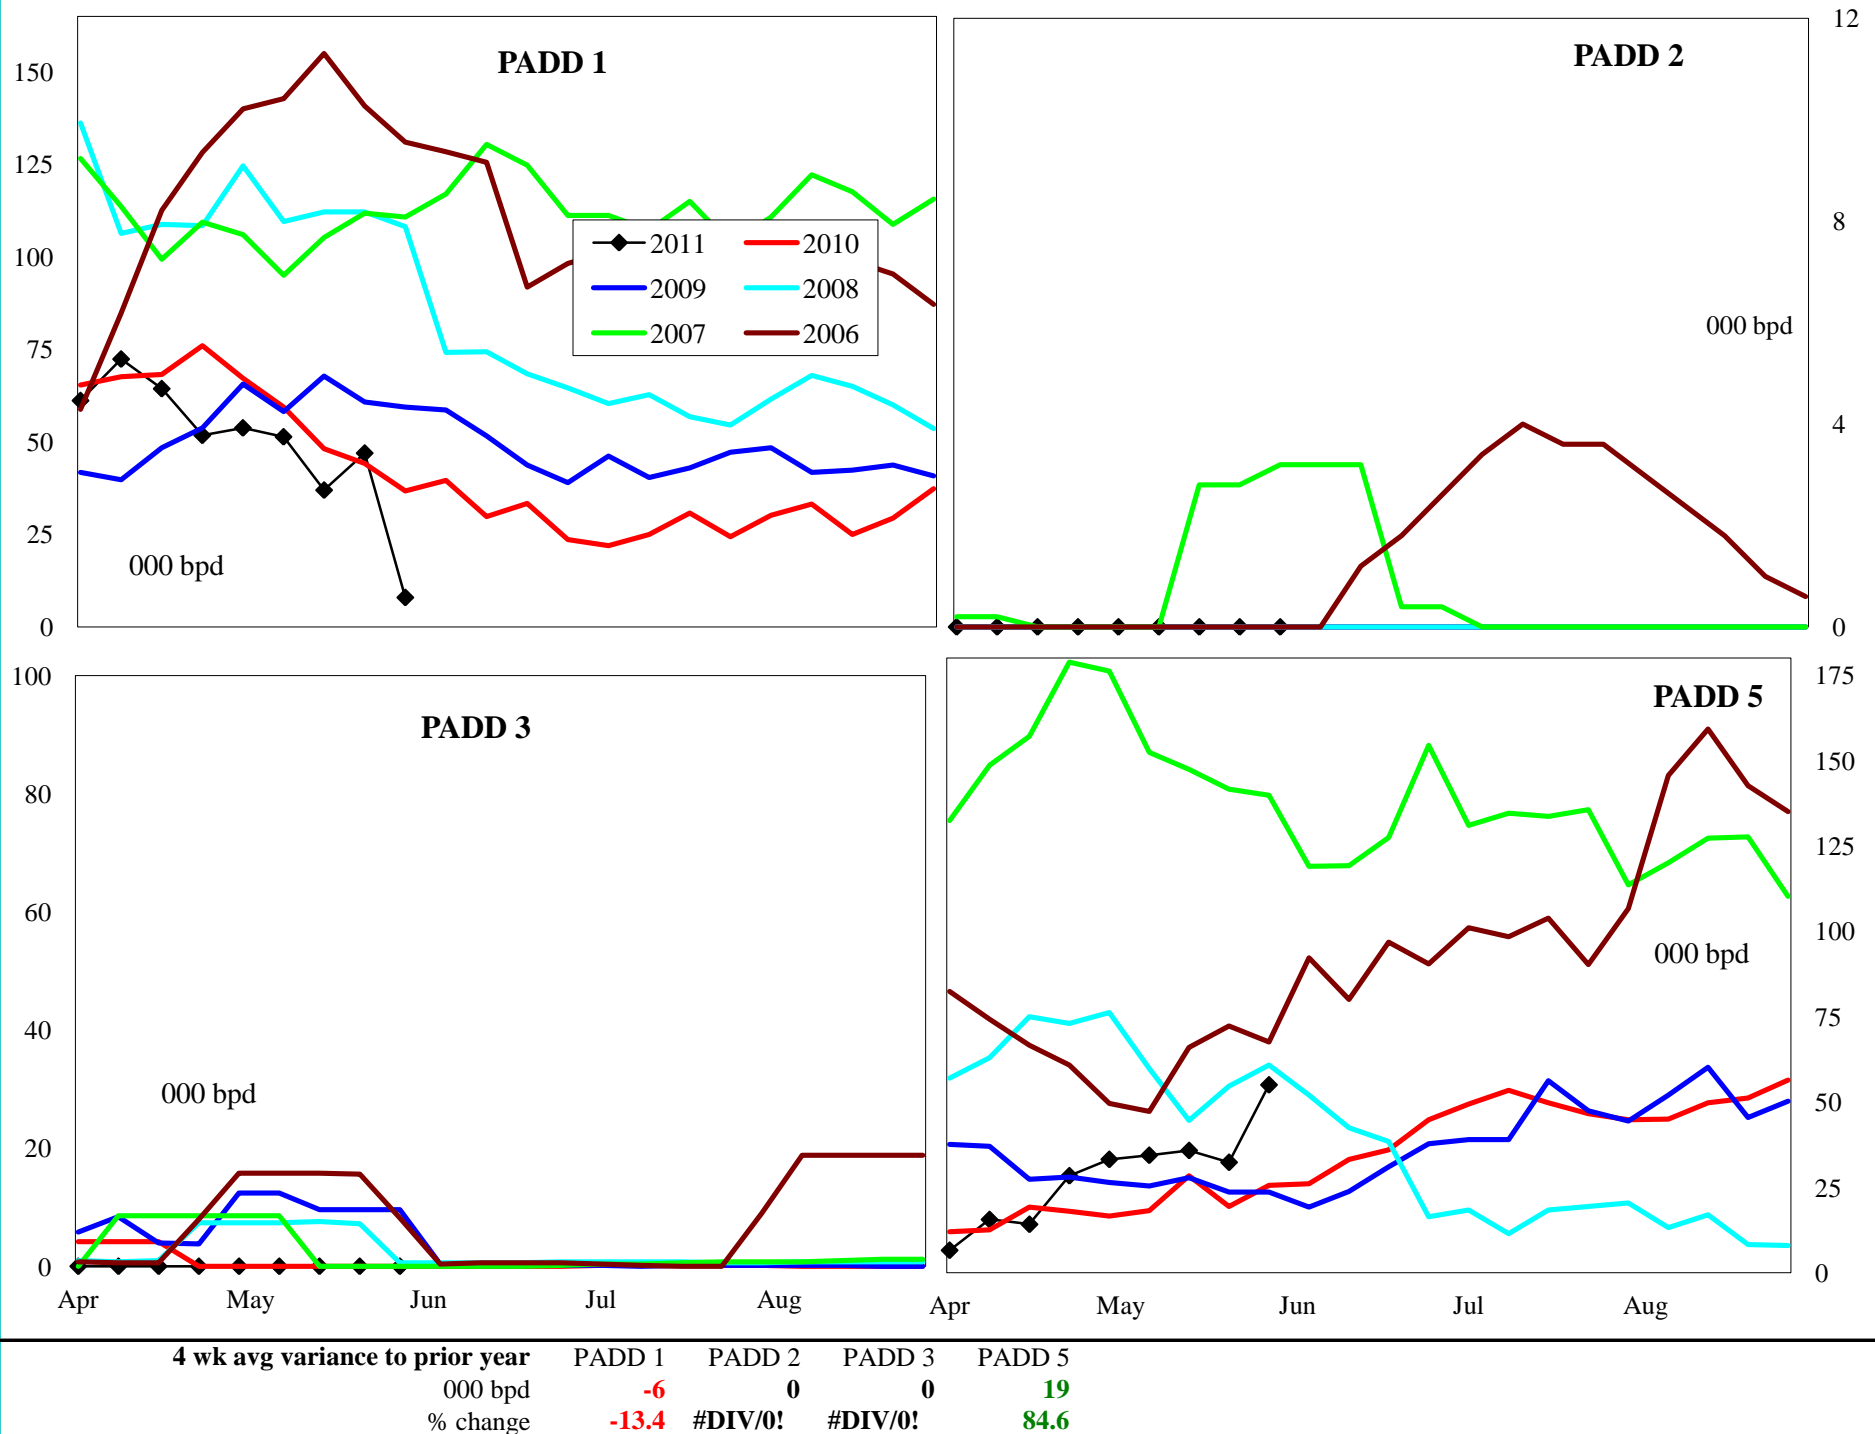 PADD 1
150
125
100
75
50
25
0
000 bpd
2011 2010
2009 2008
2007 2006
PADD 2
12
8
4
0
000 bpd
PADD 3
100
80
60
40
20
0
000 bpd
Apr May Jun Jul Aug
PADD 5
175
150
125
100
75
50
25
0
000 bpd
Apr May Jun Jul Aug
4 wk avg variance to prior year PADD 1 PADD 2 PADD 3 PADD 5
000 bpd -6 0 0 19
% change -13.4 #DIV/0! #DIV/0! 84.6